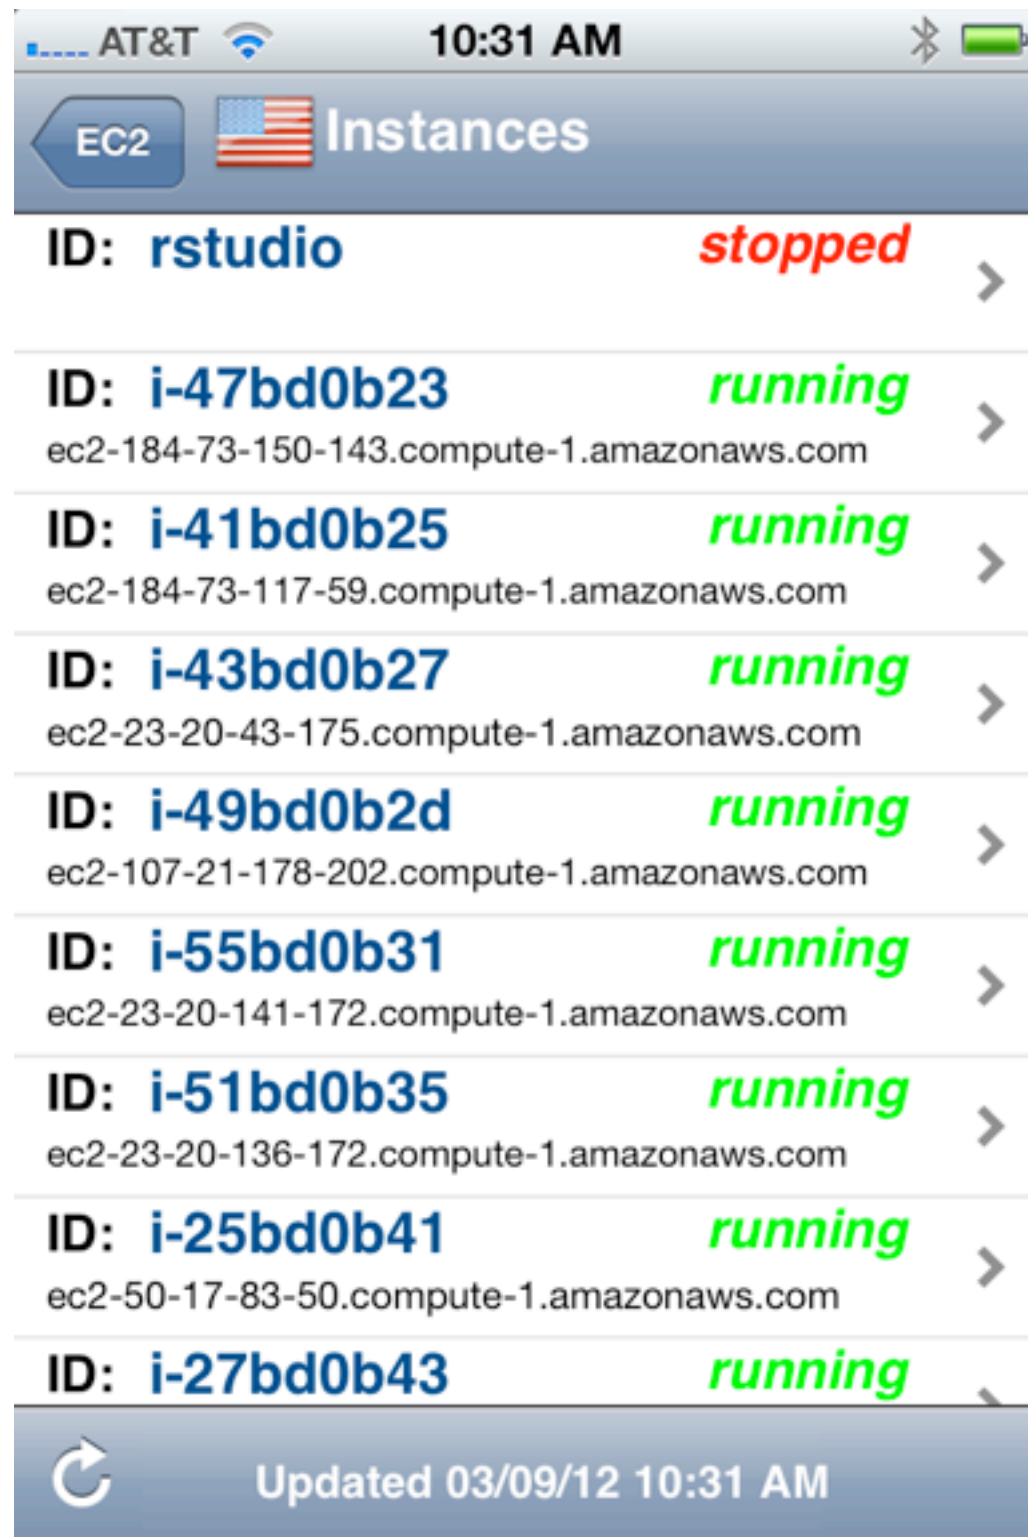 AT&T 10:31 AM
EC2 Instances
ID: rstudio stopped
ID: i-47bd0b23 running
ec2-184-73-150-143.compute-1.amazonaws.com
ID: i-41bd0b25 running
ec2-184-73-117-59.compute-1.amazonaws.com
ID: i-43bd0b27 running
ec2-23-20-43-175.compute-1.amazonaws.com
ID: i-49bd0b2d running
ec2-107-21-178-202.compute-1.amazonaws.com
ID: i-55bd0b31 running
ec2-23-20-141-172.compute-1.amazonaws.com
ID: i-51bd0b35 running
ec2-23-20-136-172.compute-1.amazonaws.com
ID: i-25bd0b41 running
ec2-50-17-83-50.compute-1.amazonaws.com
ID: i-27bd0b43 running
Updated 03/09/12 10:31 AM